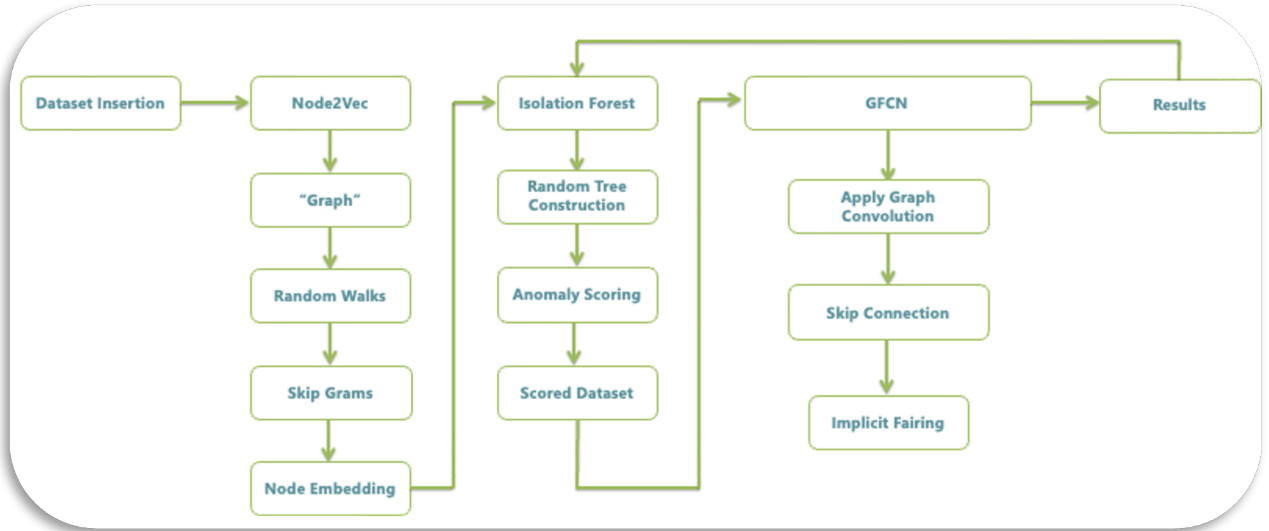 Dataset Insertion
Node2Vec
“Graph”
Random Walks
Skip Grams
Node Embedding
Isolation Forest
Random Tree
Construction
Anomaly Scoring
Scored Dataset
GFCN
Apply Graph
Convolution
Skip Connection
Implicit Fairing
Results